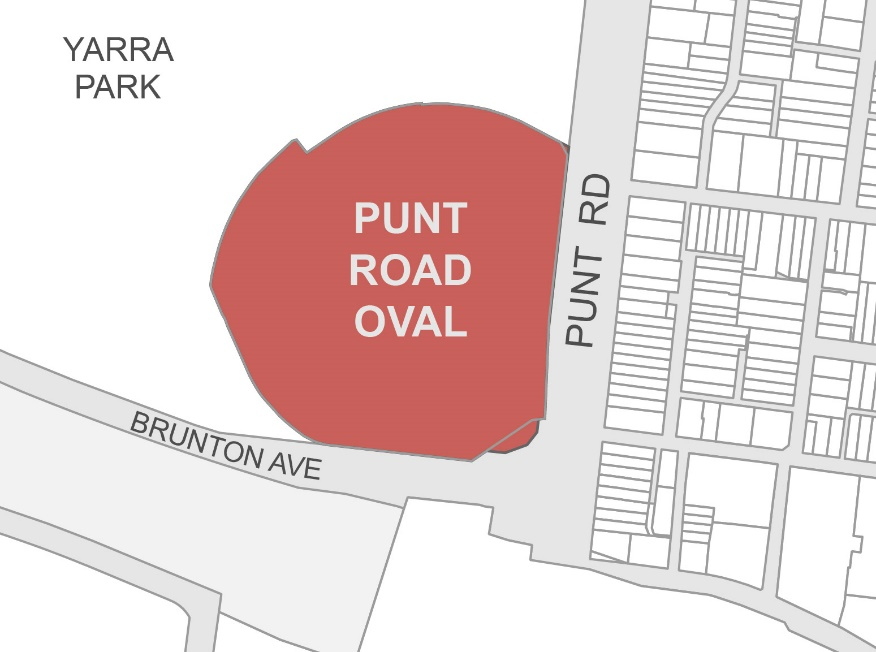 YARRA
PARK
PUNT
ROAD
OVAL
PUNT RD
BRUNTON AVE